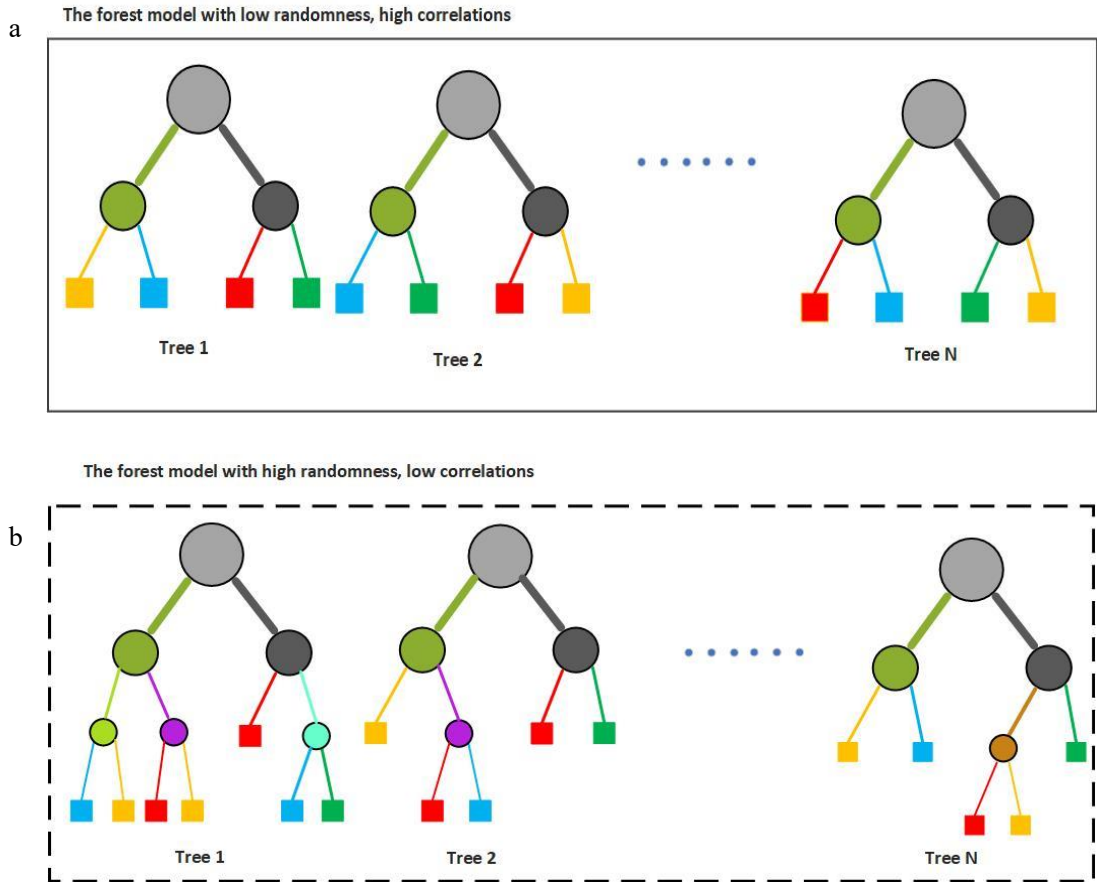 The forest model with low randomness, high correlations
a
Tree 1
Tree 2
Tree N
The forest model with high randomness, low correlations
b
Tree 1
Tree 2
Tree N